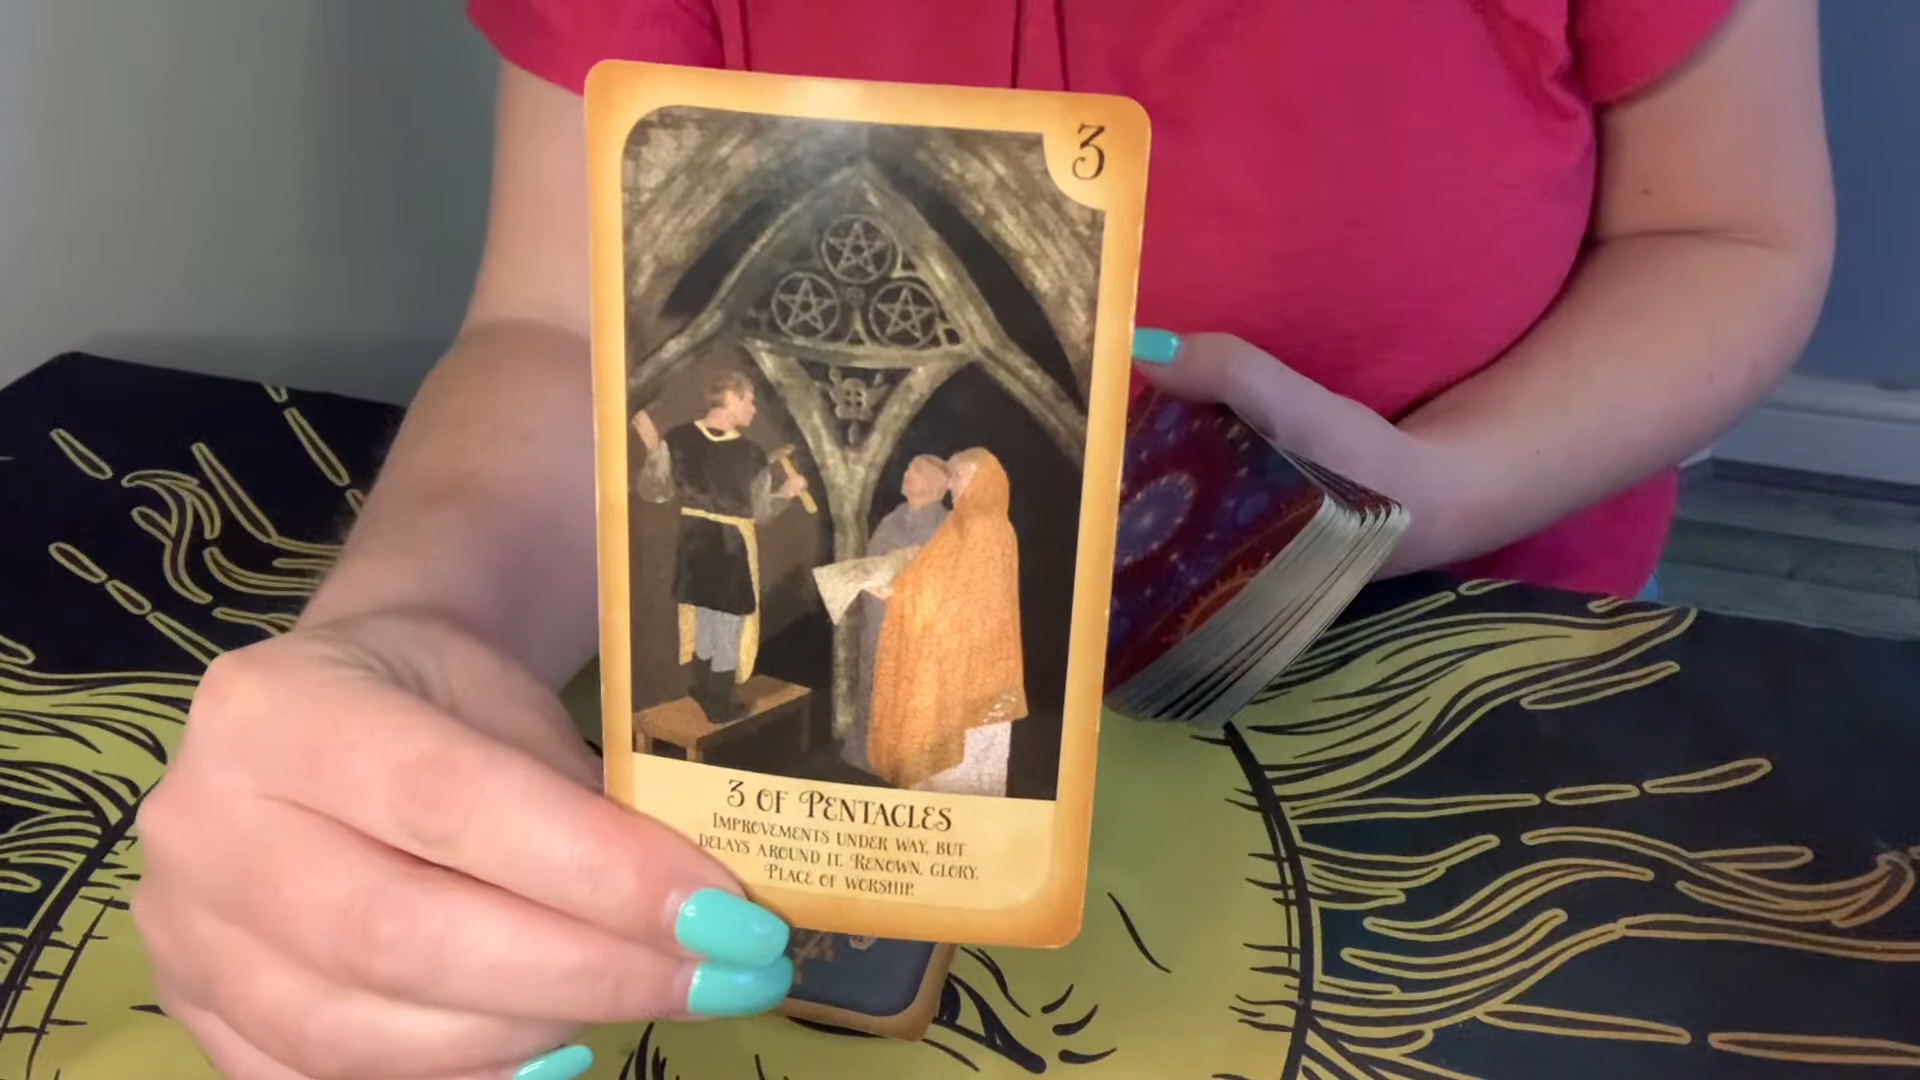 3
3 OF PENTACLES
IMPROVEMENTS UNDER WAY, BUT
DELAYS AROUND IT. RENOWN, GLORY.
PLACE OF WORSHIP.